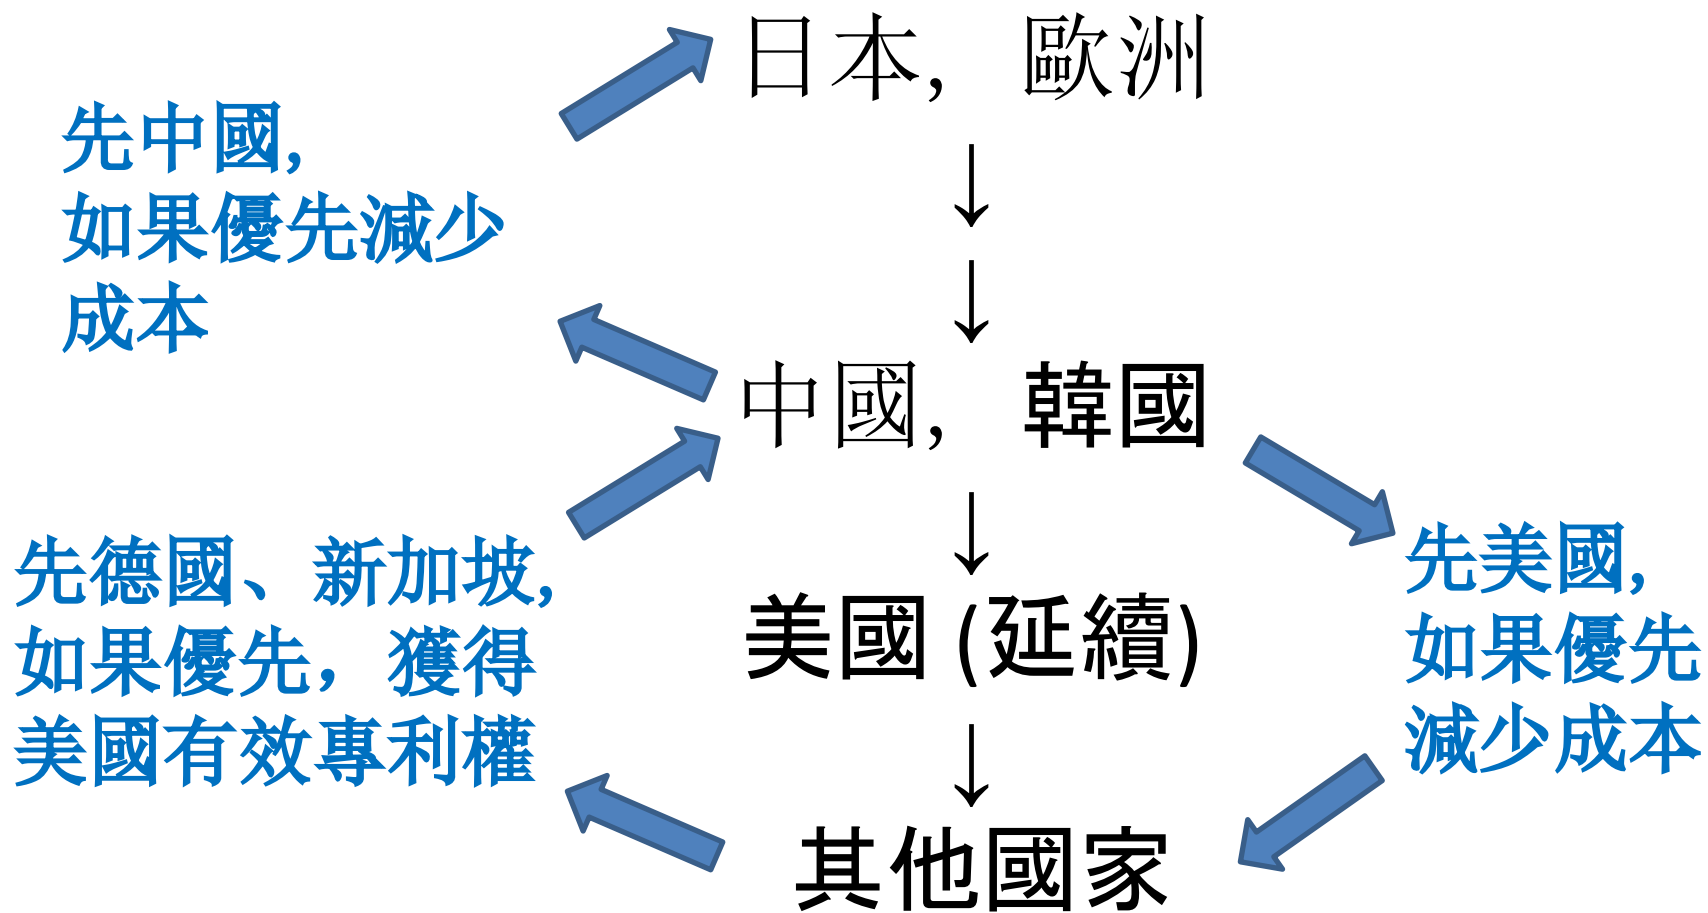 日本， 歐洲
↓
先中國,
如果優先減少
成本
↓
中國， 韓國
↓
先德國、新加坡,
如果優先，獲得
美國有效專利權
美國 (延續)
先美國,
如果優先
減少成本
↓
其他國家